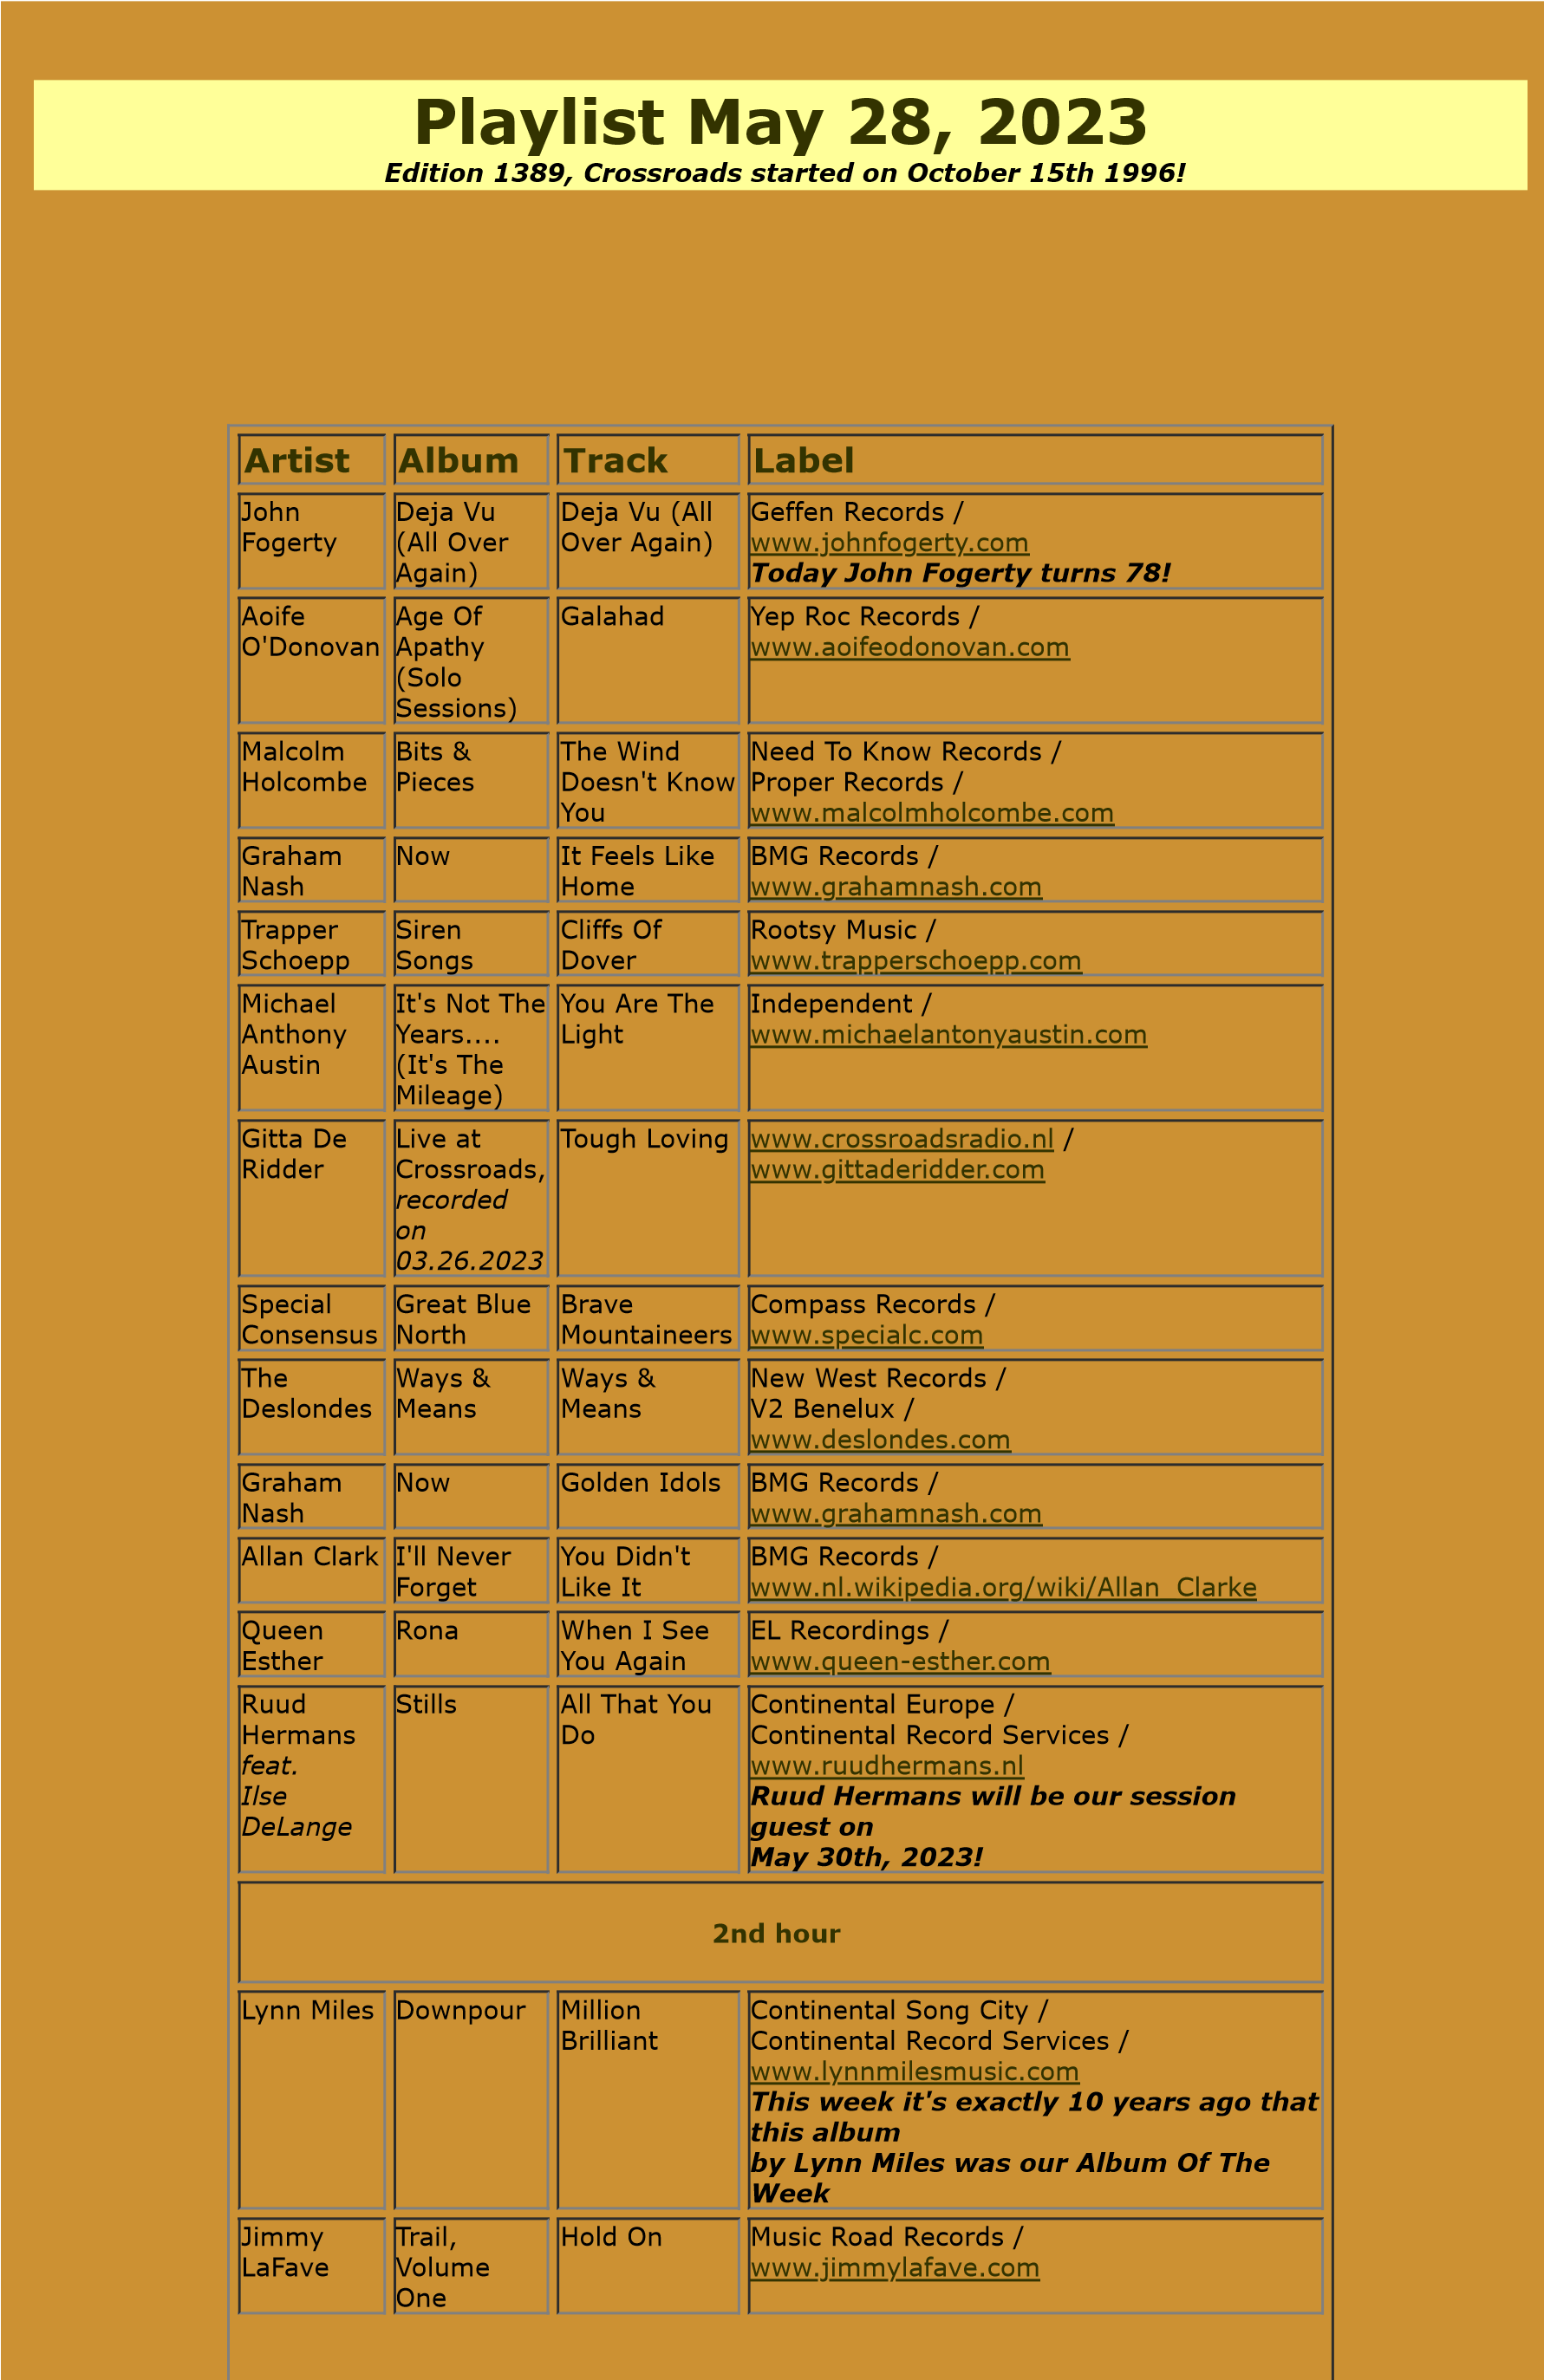 Playlist May 28, 2023
Edition 1389, Crossroads started on October 15th 1996!
Artist
Album
Track
Label
John
Fogerty
Deja Vu
(All Over
Again)
Deja Vu (All
Over Again)
Geffen Records /
www.johnfogerty.com
Today John Fogerty turns 78!
Aoife
O'Donovan
Age Of
Apathy
(Solo
Sessions)
Galahad
Yep Roc Records /
www.aoifeodonovan.com
Malcolm
Holcombe
Bits &
Pieces
The Wind
Doesn't Know
You
Need To Know Records /
Proper Records /
www.malcolmholcombe.com
Graham
Nash
Now
It Feels Like
Home
BMG Records /
www.grahamnash.com
Trapper
Schoepp
Siren
Songs
Cliffs Of
Dover
Rootsy Music /
www.trapperschoepp.com
Michael
Anthony
Austin
It's Not The
Years....
(It's The
Mileage)
You Are The
Light
Independent /
www.michaelantonyaustin.com
Gitta De
Ridder
Live at
Crossroads,
recorded
on
03.26.2023
Tough Loving
www.crossroadsradio.nl /
www.gittaderidder.com
Special
Consensus
Great Blue
North
Brave
Mountaineers
Compass Records /
www.specialc.com
The
Deslondes
Ways &
Means
Ways &
Means
New West Records /
V2 Benelux /
www.deslondes.com
Graham
Nash
Now
Golden Idols
BMG Records /
www.grahamnash.com
Allan Clark
I'll Never
Forget
You Didn't
Like It
BMG Records /
www.nl.wikipedia.org/wiki/Allan_Clarke
Queen
Esther
Rona
When I See
You Again
EL Recordings /
www.queen-esther.com
Ruud
Hermans
feat.
Ilse
DeLange
Stills
All That You
Do
Continental Europe /
Continental Record Services /
www.ruudhermans.nl
Ruud Hermans will be our session
guest on
May 30th, 2023!
2nd hour
Lynn Miles
Downpour
Million
Brilliant
Continental Song City /
Continental Record Services /
www.lynnmilesmusic.com
This week it's exactly 10 years ago that
this album
by Lynn Miles was our Album Of The
Week
Jimmy
LaFave
Trail,
Volume
One
Hold On
Music Road Records /
www.jimmylafave.com